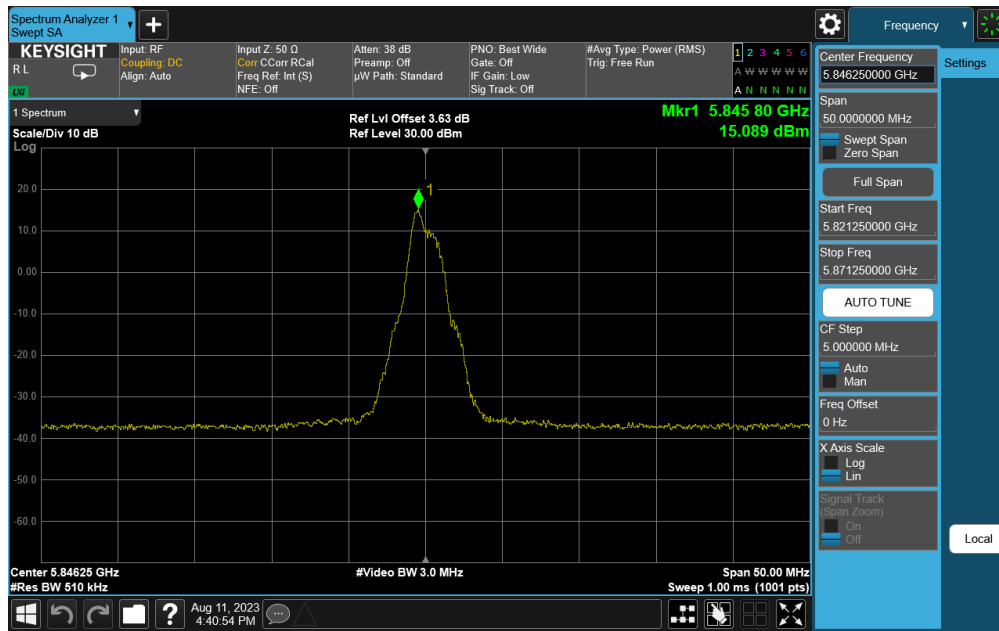 Spectrum Analyzer 1
Swept SA
Frequency
KEYSIGHT
R L
LXI
Input: RF
Coupling: DC
Align: Auto
Input Z: 50 Ω
Corr CCorr RCal
Freq Ref: Int (S)
NFE: Off
Atten: 38 dB
Preamp: Off
µW Path: Standard
PNO: Best Wide
Gate: Off
IF Gain: Low
Sig Track: Off
#Avg Type: Power (RMS)
Trig: Free Run
1 2 3 4 5 6
A W W W W W
A N N N N N
Center Frequency
5.846250000 GHz
Settings
Span
50.0000000 MHz
Swept Span
Zero Span
Full Span
Start Freq
5.821250000 GHz
Stop Freq
5.871250000 GHz
AUTO TUNE
CF Step
5.000000 MHz
Auto
Man
Freq Offset
0 Hz
X Axis Scale
Log
Lin
Signal Track
(Span Zoom)
On
Off
Local
1 Spectrum
Scale/Div 10 dB
Log
Ref Lvl Offset 3.63 dB
Ref Level 30.00 dBm
Mkr1 5.845 80 GHz
15.089 dBm
1
20.0
10.0
0.00
-10.0
-20.0
-30.0
-40.0
-50.0
-60.0
Center 5.84625 GHz
#Video BW 3.0 MHz
Span 50.00 MHz
#Res BW 510 kHz
Sweep 1.00 ms (1001 pts)
?
Aug 11, 2023
4:40:54 PM